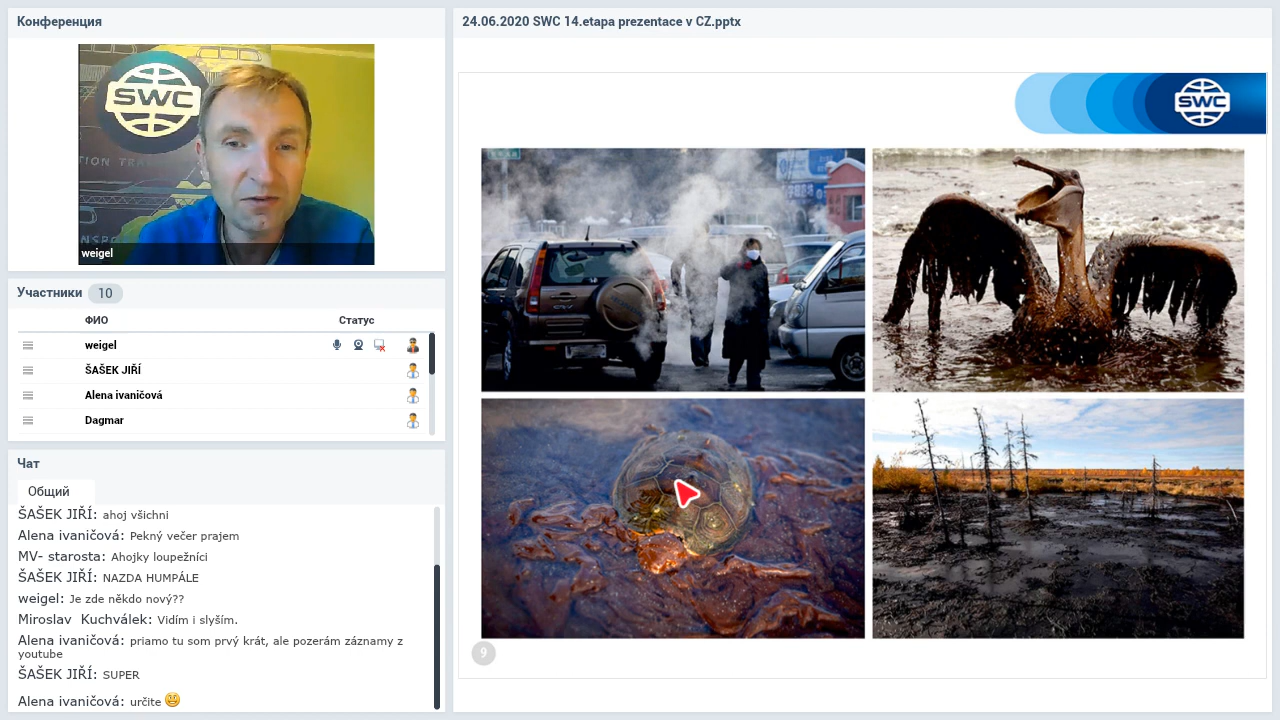 Конференция
SWC
weigel
Участники 10
ФИО Статус
weigel
ŠAŠEK JIŘÍ
Alena ivaničová
Dagmar
Чат
Общий
ŠAŠEK JIŘÍ: ahoj všichni
Alena ivaničová: Pekný večer prajem
MV- starosta: Ahojky loupežníci
ŠAŠEK JIŘÍ: NAZDA HUMPÁLE
weigel: Je zde někdo nový??
Miroslav Kuchválek: Vidím i slyším.
Alena ivaničová: priamo tu som prvý krát, ale pozerám záznamy z
youtube
ŠAŠEK JIŘÍ: SUPER
Alena ivaničová: určite
24.06.2020 SWC 14.etapa prezentace v CZ.pptx
SWC
9